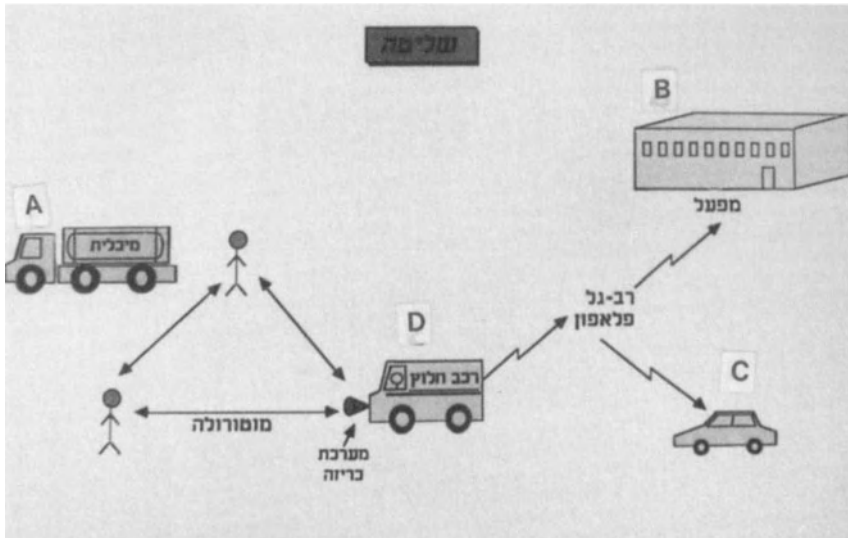 שליטה
B
מפעל
A
מיכלית
רב-גל
פלאפון
D
רכב חלוץ
C
מוטורולה
מערכת
כריזה